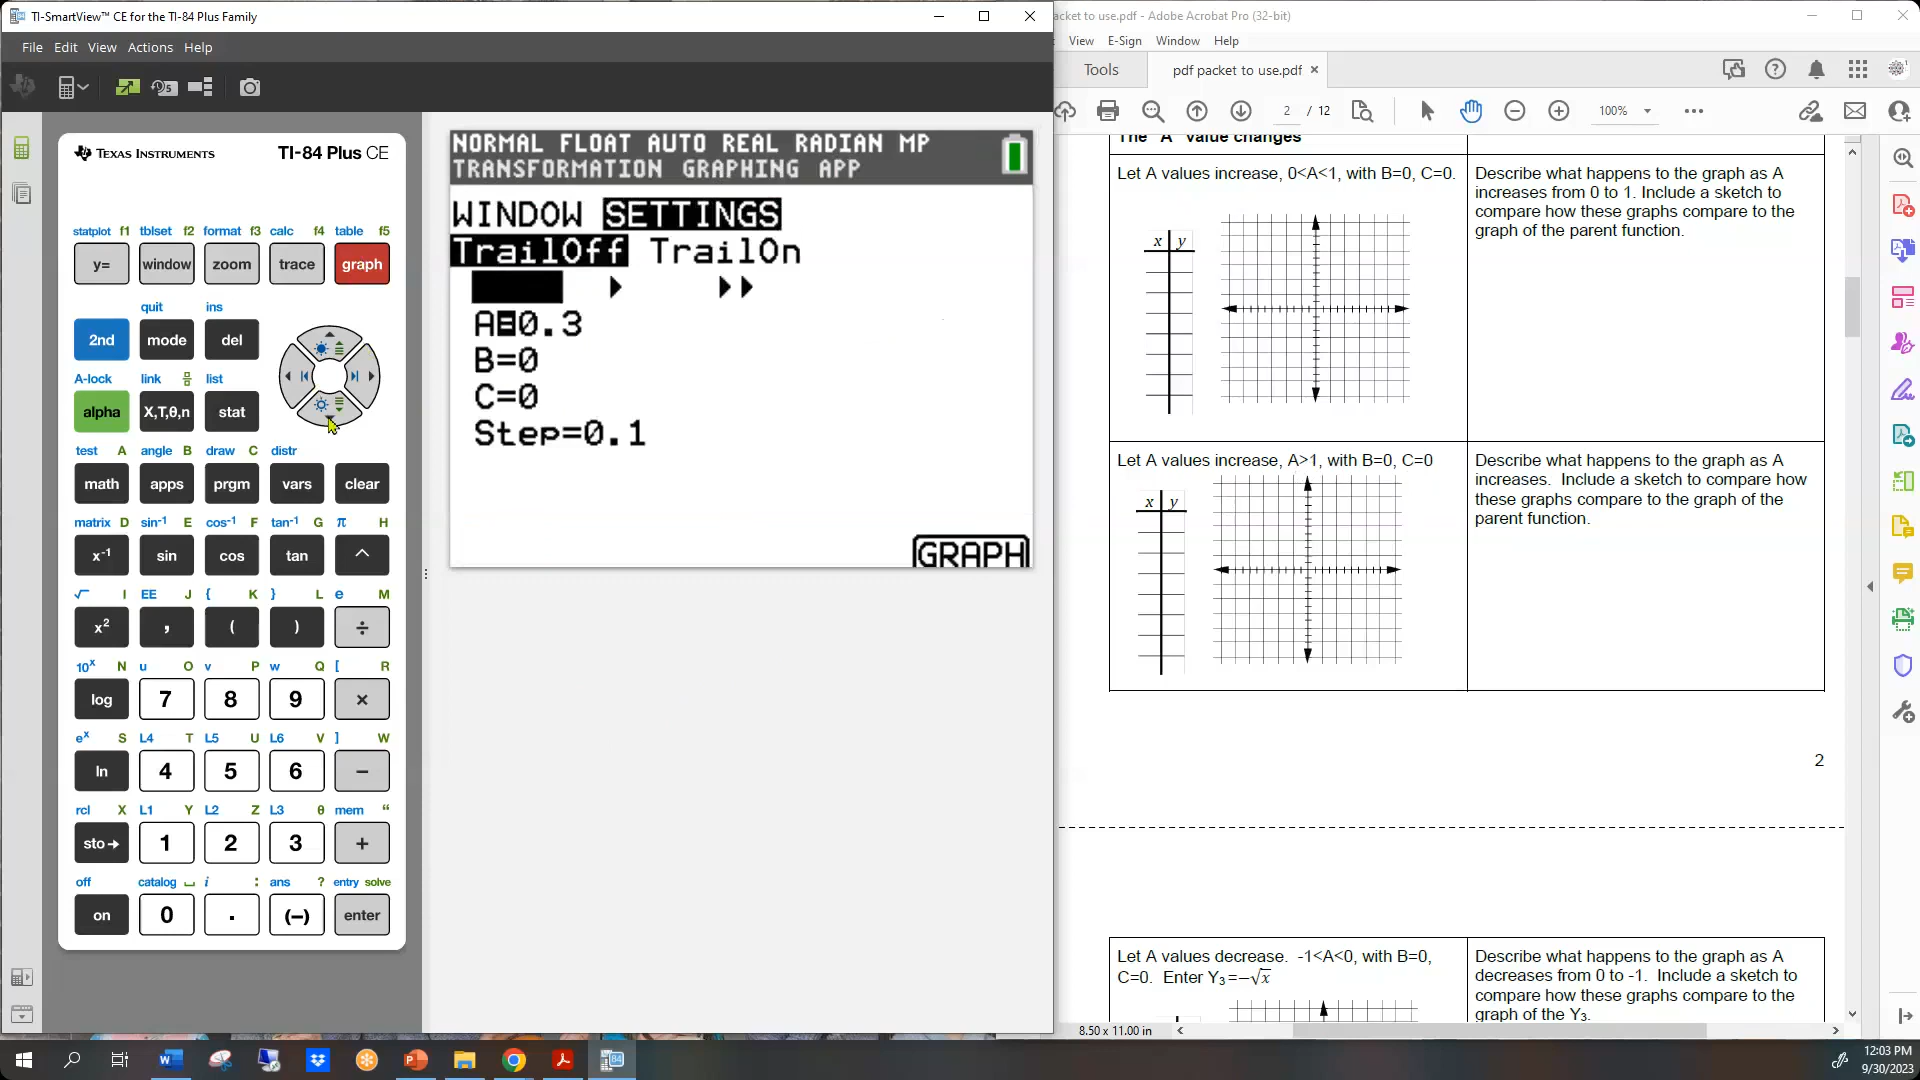 TI-SmartView™ CE for the TI-84 Plus Family
File Edit View Actions Help
TEXAS INSTRUMENTS TI-84 Plus CE
statplot f1 tblset f2 format f3 calc f4 table f5
y= window zoom trace graph
quit ins
2nd mode del
A-lock link list
alpha X,T,θ,n stat
test A angle B draw C distr
math apps prgm vars clear
matrix D sin-1 E cos-1 F tan-1 G π H
x-1 sin cos tan ^
√ I EE J { K } L e M
x2 , ( ) ÷
10x N u O v P w Q [ R
log 7 8 9 ×
ex S L4 T L5 U L6 V ] W
ln 4 5 6 −
rcl X L1 Y L2 Z L3 θ mem “
sto→ 1 2 3 +
off catalog i : ans ? entry solve
on 0 . (−) enter
NORMAL FLOAT AUTO REAL RADIAN MP
TRANSFORMATION GRAPHING APP
WINDOW SETTINGS
TrailOff TrailOn
A=0.3
B=0
C=0
Step=0.1
GRAPH
acket to use.pdf - Adobe Acrobat Pro (32-bit)
View E-Sign Window Help
Tools pdf packet to use.pdf ×
2 / 12 100%
The "A" value changes
Let A values increase, 0<A<1, with B=0, C=0.
x y
Describe what happens to the graph as A
increases from 0 to 1. Include a sketch to
compare how these graphs compare to the
graph of the parent function.
Let A values increase, A>1, with B=0, C=0
x y
Describe what happens to the graph as A
increases. Include a sketch to compare how
these graphs compare to the graph of the
parent function.
2
Let A values decrease. -1<A<0, with B=0,
C=0. Enter Y3=−√x
Describe what happens to the graph as A
decreases from 0 to -1. Include a sketch to
compare how these graphs compare to the
graph of the Y3.
8.50 x 11.00 in
12:03 PM
9/30/2023